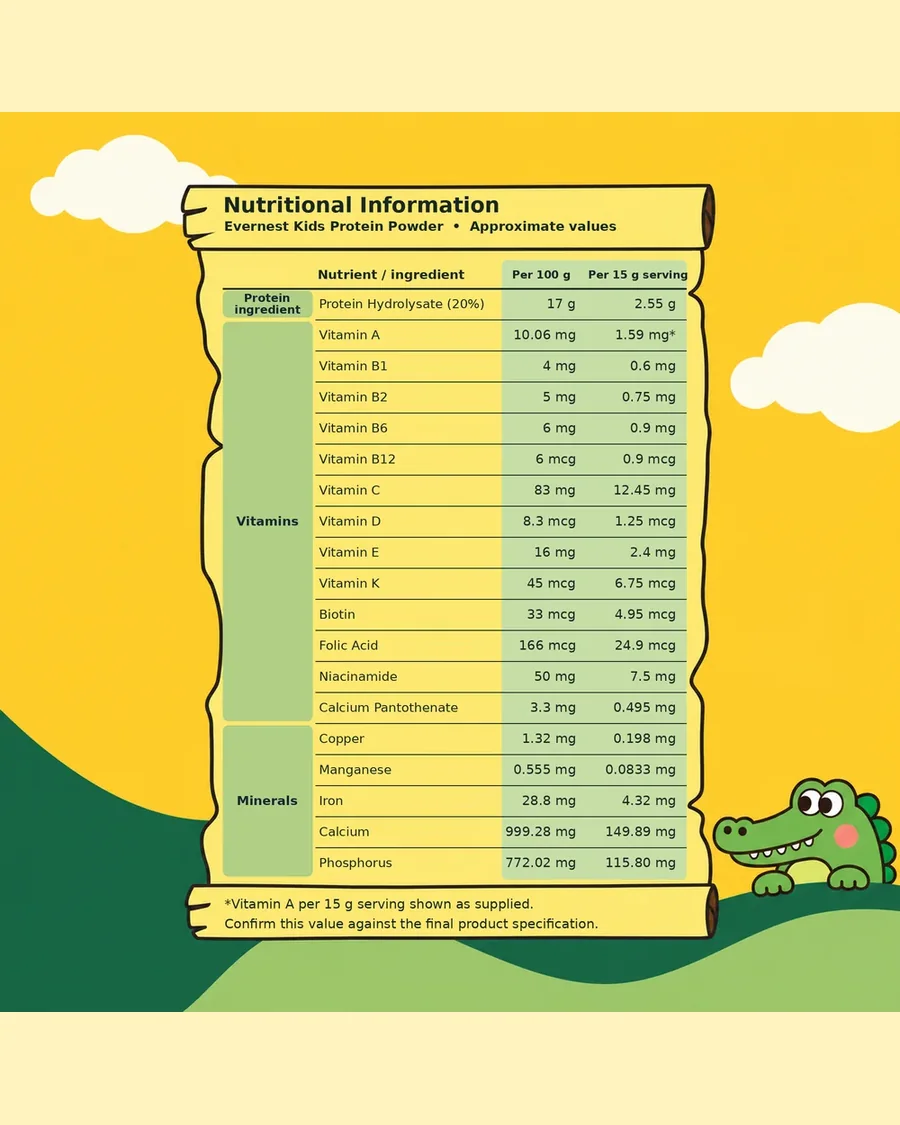 Nutritional Information
Evernest Kids Protein Powder • Approximate values
Nutrient / ingredient Per 100 g Per 15 g serving
Protein ingredient Protein Hydrolysate (20%) 17 g 2.55 g
Vitamin A 10.06 mg 1.59 mg*
Vitamin B1 4 mg 0.6 mg
Vitamin B2 5 mg 0.75 mg
Vitamin B6 6 mg 0.9 mg
Vitamin B12 6 mcg 0.9 mcg
Vitamin C 83 mg 12.45 mg
Vitamins Vitamin D 8.3 mcg 1.25 mcg
Vitamin E 16 mg 2.4 mg
Vitamin K 45 mcg 6.75 mcg
Biotin 33 mcg 4.95 mcg
Folic Acid 166 mcg 24.9 mcg
Niacinamide 50 mg 7.5 mg
Calcium Pantothenate 3.3 mg 0.495 mg
Copper 1.32 mg 0.198 mg
Manganese 0.555 mg 0.0833 mg
Minerals Iron 28.8 mg 4.32 mg
Calcium 999.28 mg 149.89 mg
Phosphorus 772.02 mg 115.80 mg
*Vitamin A per 15 g serving shown as supplied.
Confirm this value against the final product specification.